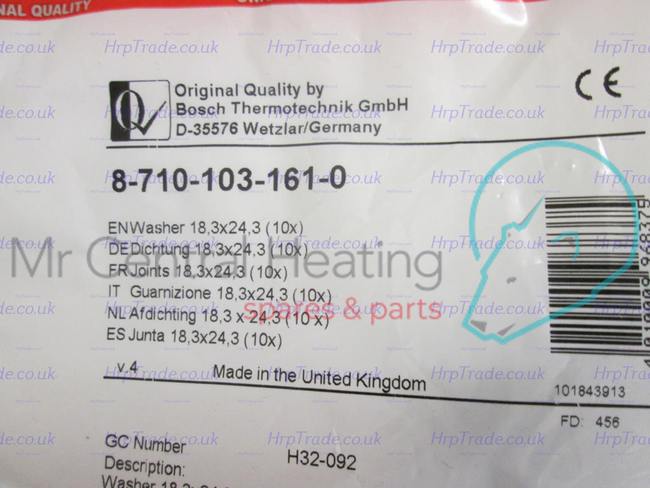 NAL QUALITY
Original Quality by
Bosch Thermotechnik GmbH
D-35576 Wetzlar/Germany
CE
8-710-103-161-0
EN Washer 18,3x24,3 (10x)
DE Dichtung 18,3x24,3 (10x)
FR Joints 18,3x24,3 (10x)
IT Guarnizione 18,3x24,3 (10x)
NL Afdichting 18,3 x 24,3 (10 x)
ES Junta 18,3x24,3 (10x)
Mr Central Heating
spares & parts
v.4 Made in the United Kingdom
101843913
FD: 456
GC Number H32-092
Description:
HrpTrade.co.uk